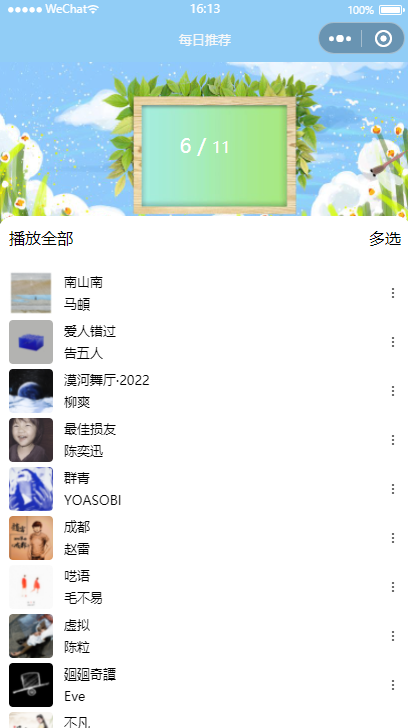 WeChat
16:13
100%
每日推荐
6 / 11
播放全部
多选
南山南
马頔
爱人错过
告五人
漠河舞厅·2022
柳爽
最佳损友
陈奕迅
群青
YOASOBI
成都
赵雷
呓语
毛不易
虚拟
陈粒
廻廻奇譚
Eve
不凡